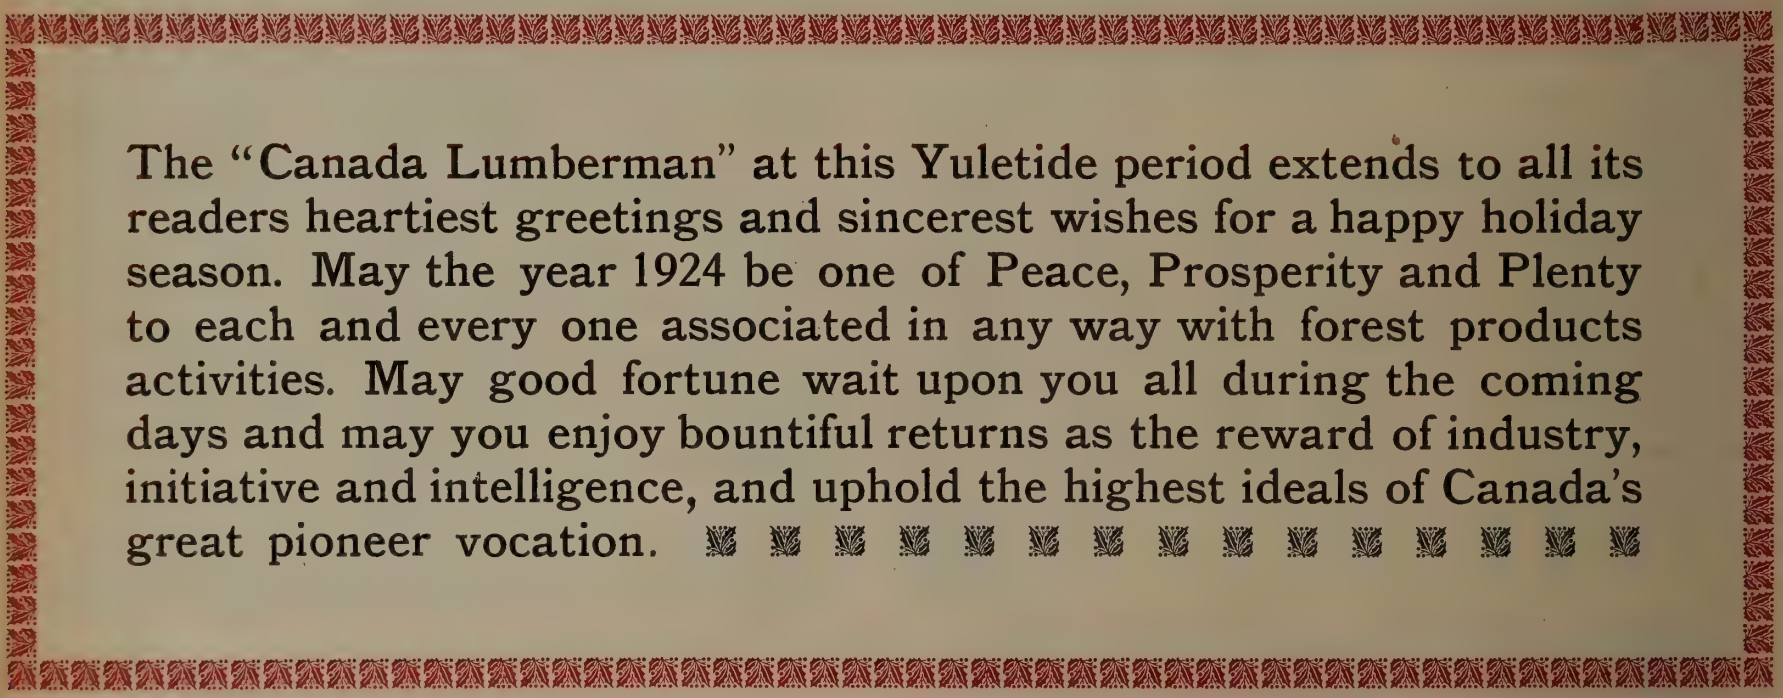 The “Canada Lumberman” at this Yuletide period extends to all its
readers heartiest greetings and sincerest wishes for a happy holiday
season. May the year 1924 be one of Peace, Prosperity and Plenty
to each and every one associated in any way with forest products
activities. May good fortune wait upon you all during the coming
days and may you enjoy bountiful returns as the reward of industry,
initiative and intelligence, and uphold the highest ideals of Canada’s
great pioneer vocation.